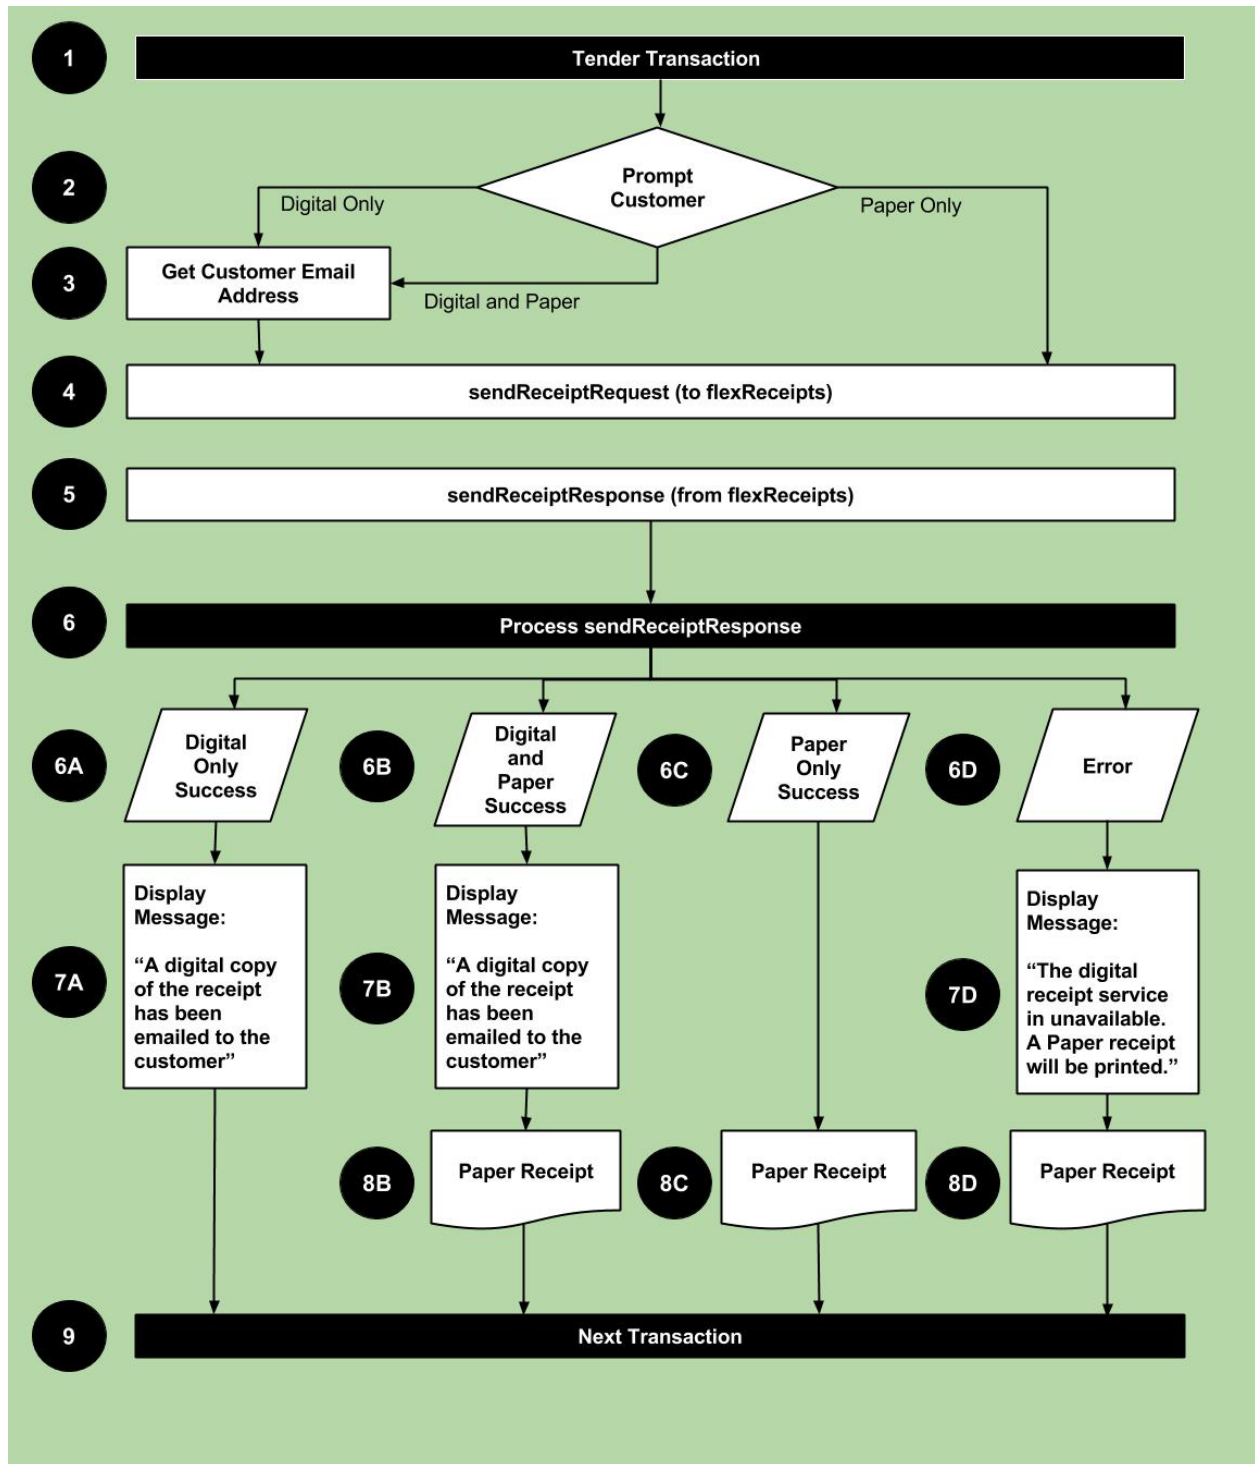 1
Tender Transaction
2
Prompt
Customer
Digital Only
Paper Only
3
Get Customer Email
Address
Digital and Paper
4
sendReceiptRequest (to flexReceipts)
5
sendReceiptResponse (from flexReceipts)
6
Process sendReceiptResponse
6A
Digital
Only
Success
6B
Digital
and
Paper
Success
6C
Paper
Only
Success
6D
Error
7A
Display
Message:
“A digital copy
of the receipt
has been
emailed to the
customer”
7B
Display
Message:
“A digital copy
of the receipt
has been
emailed to the
customer”
7D
Display
Message:
“The digital
receipt service
in unavailable.
A Paper receipt
will be printed.”
8B
Paper Receipt
8C
Paper Receipt
8D
Paper Receipt
9
Next Transaction